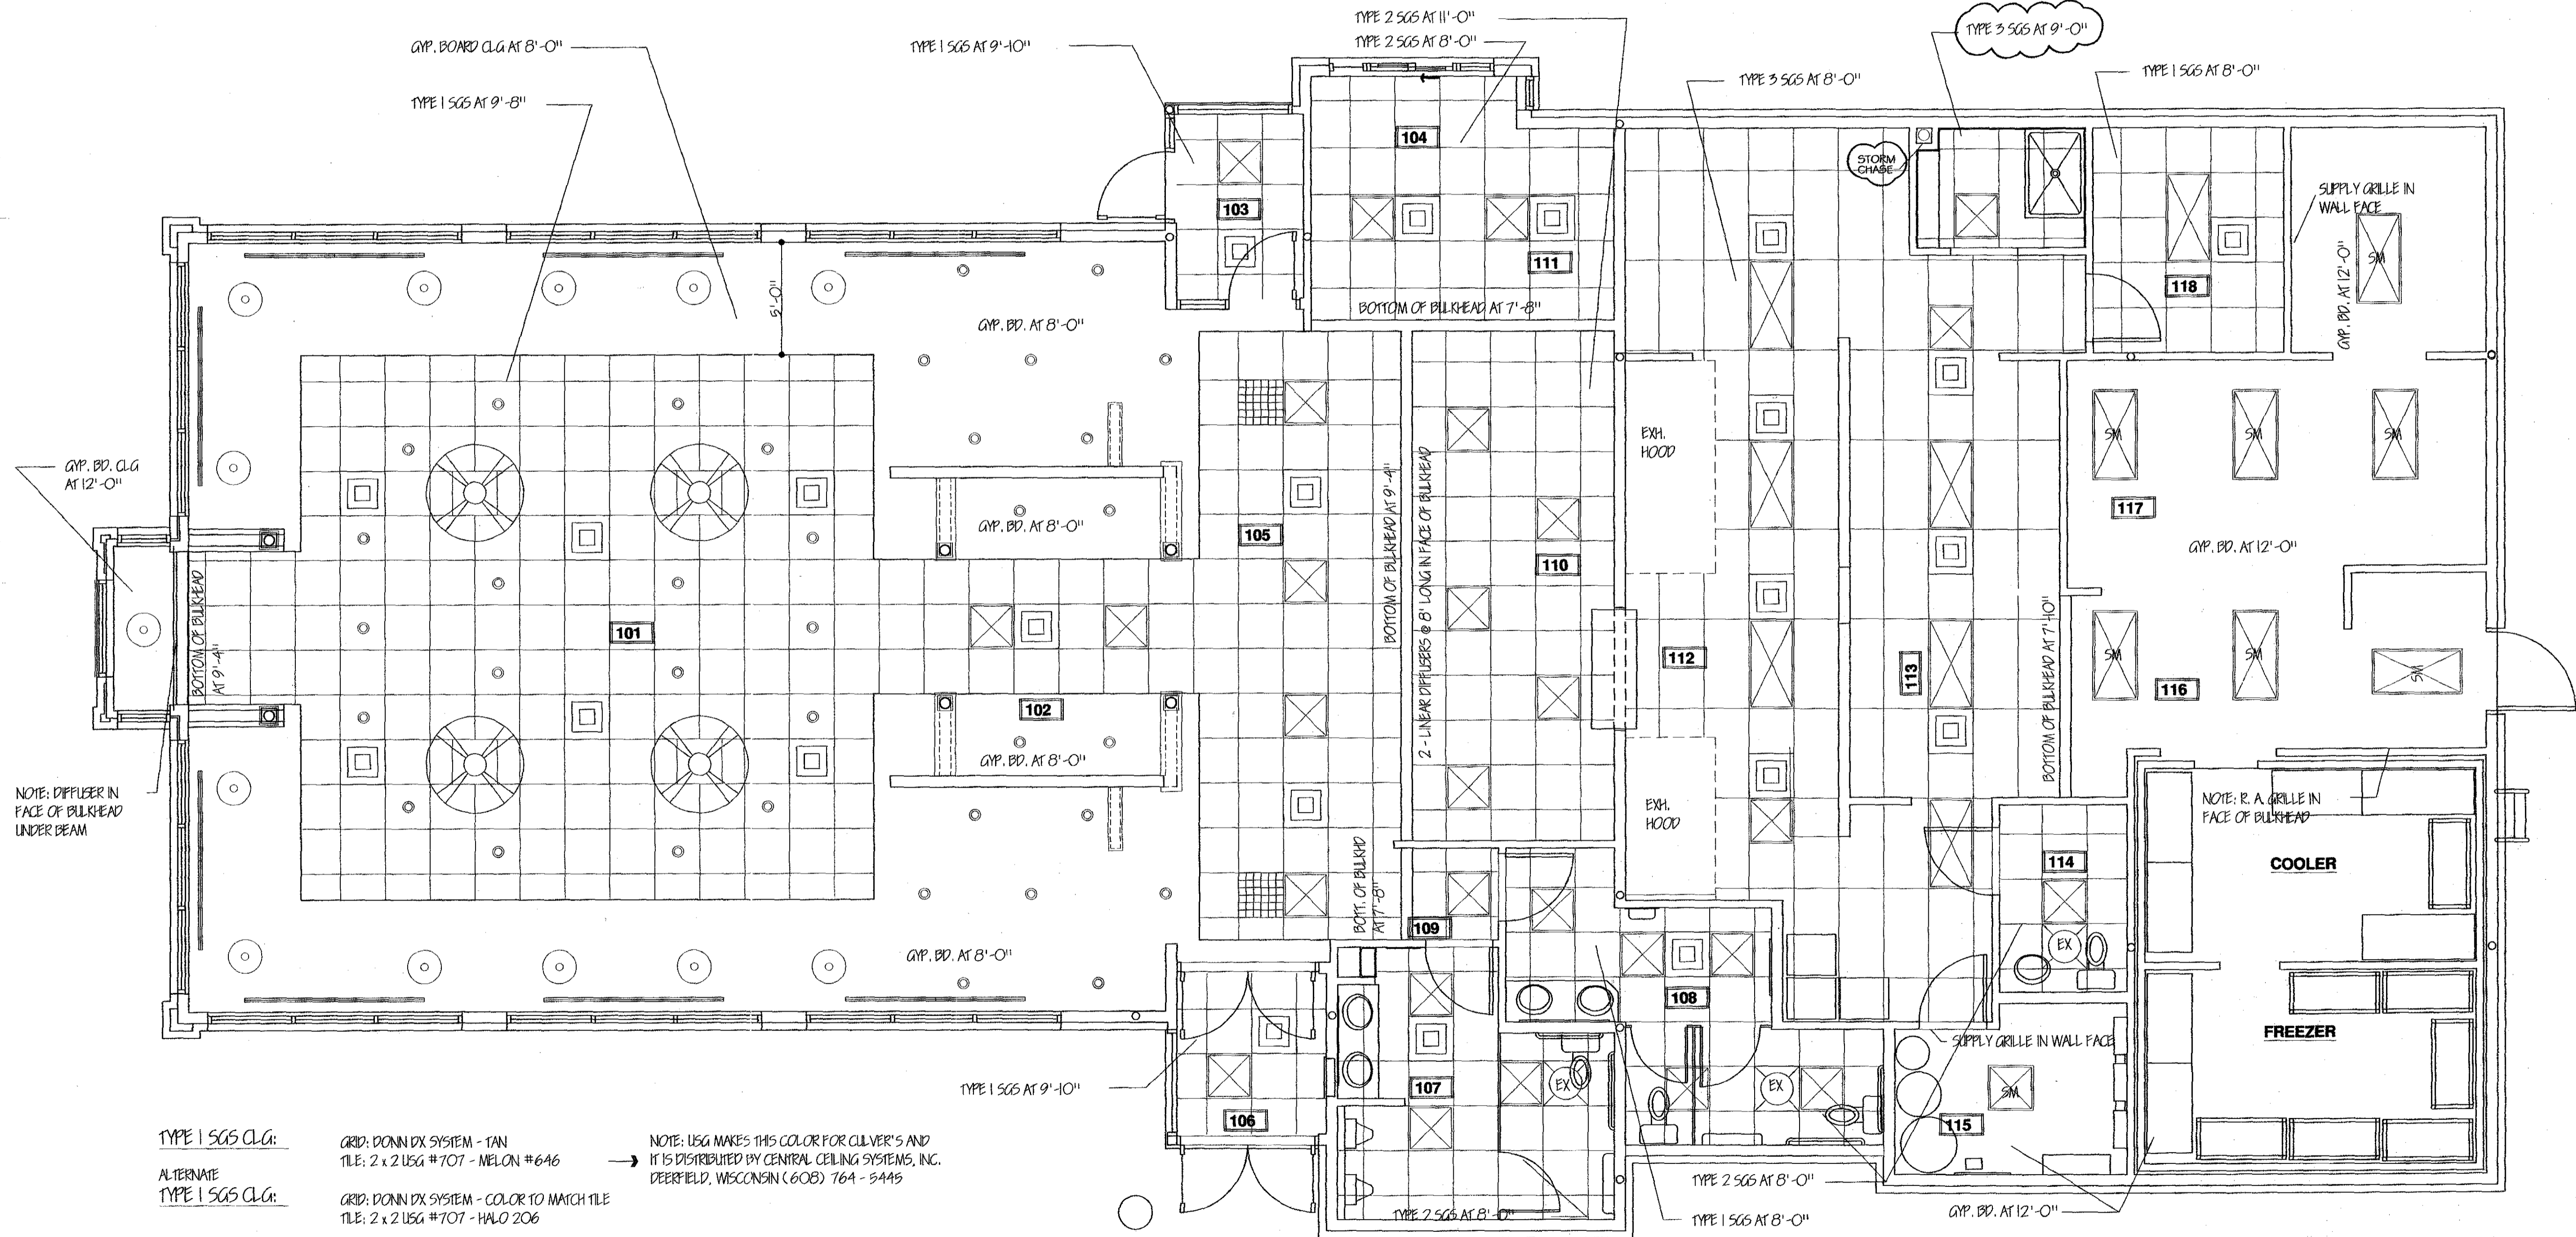 TYPE 2 SGS AT 11'-0"
TYPE 2 SGS AT 8'-0"
TYPE 3 SGS AT 9'-0"
GYP. BOARD CLG AT 8'-0"
TYPE 1 SGS AT 9'-10"
TYPE 3 SGS AT 8'-0"
TYPE 1 SGS AT 8'-0"
TYPE 1 SGS AT 9'-8"
104
STORM
CHASE
SUPPLY GRILLE IN
WALL FACE
103
111
118
SM
GYP. BD. AT 12'-0"
5'-0"
BOTTOM OF BULKHEAD AT 7'-8"
GYP. BD. AT 8'-0"
EXH.
HOOD
SM
SM
SM
GYP. BD. CLG
AT 12'-0"
117
GYP. BD. AT 8'-0"
105
BOTTOM OF BULKHEAD AT 9'-4"
2 - LINEAR DIFFUSERS @ 8' LONG IN FACE OF BULKHEAD
110
GYP. BD. AT 12'-0"
BOTTOM OF BULKHEAD
AT 9'-4"
101
112
113
BOTTOM OF BULKHEAD AT 7'-10"
SM
SM
SM
116
102
GYP. BD. AT 8'-0"
NOTE: DIFFUSER IN
FACE OF BULKHEAD
UNDER BEAM
EXH.
HOOD
NOTE: R. A. GRILLE IN
FACE OF BULKHEAD
114
COOLER
BOTT. OF BULKHD
AT 7'-8"
109
GYP. BD. AT 8'-0"
EX
108
FREEZER
SUPPLY GRILLE IN WALL FACE
TYPE 1 SGS AT 9'-10"
107
EX
EX
SM
106
115
TYPE 1 SGS CLG:
GRID: DONN DX SYSTEM - TAN
TILE: 2 x 2 USG #707 - MELON #646
NOTE: USG MAKES THIS COLOR FOR CULVER'S AND
IT IS DISTRIBUTED BY CENTRAL CEILING SYSTEMS, INC.
DEERFIELD, WISCONSIN (608) 764 - 5445
ALTERNATE
TYPE 1 SGS CLG:
GRID: DONN DX SYSTEM - COLOR TO MATCH TILE
TILE: 2 x 2 USG #707 - HALO 206
TYPE 2 SGS AT 8'-0"
TYPE 2 SGS AT 8'-0"
TYPE 1 SGS AT 8'-0"
GYP. BD. AT 12'-0"